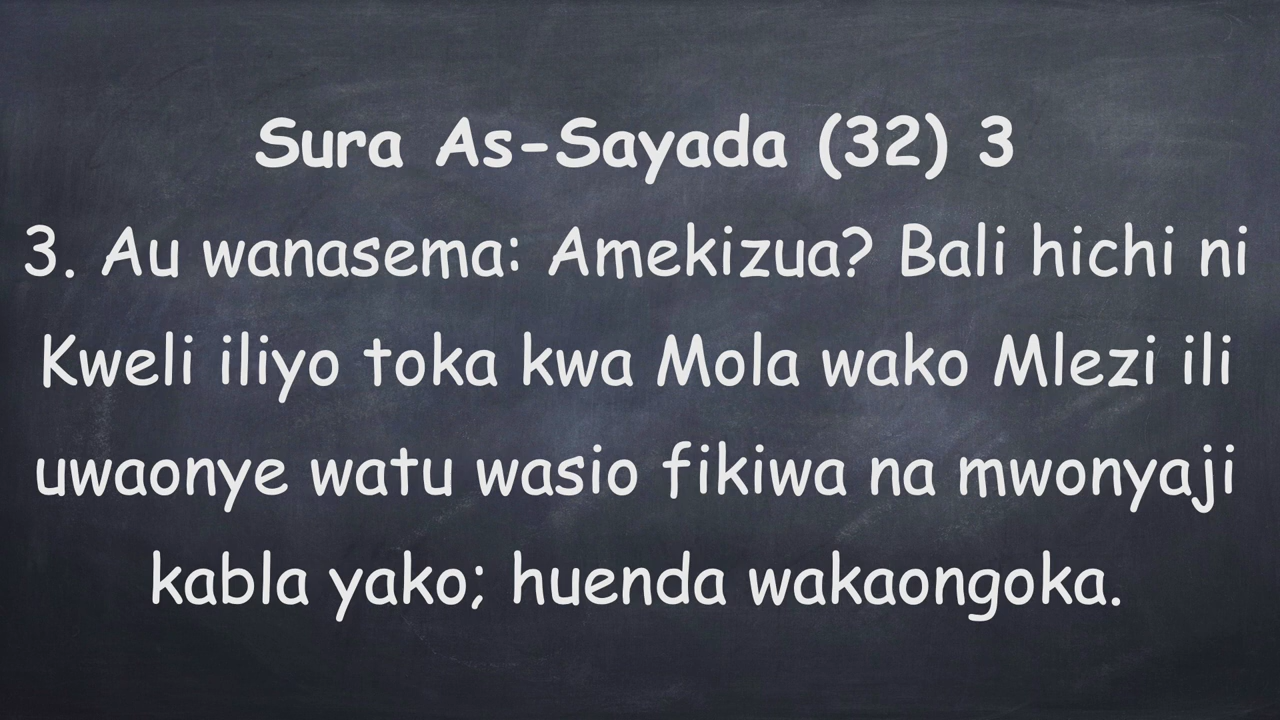 Sura As-Sayada (32) 3
3. Au wanasema: Amekizua? Bali hichi ni
Kweli iliyo toka kwa Mola wako Mlezi ili
uwaonye watu wasio fikiwa na mwonyaji
kabla yako; huenda wakaongoka.